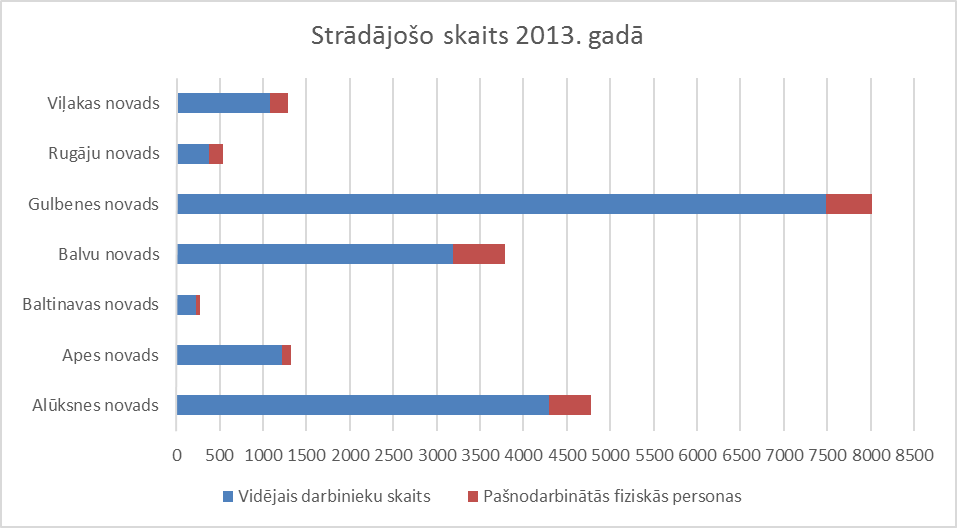 Strādājošo skaits 2013. gadā
Viļakas novads
Rugāju novads
Gulbenes novads
Balvu novads
Baltinavas novads
Apes novads
Alūksnes novads
0 500 1000 1500 2000 2500 3000 3500 4000 4500 5000 5500 6000 6500 7000 7500 8000 8500
Vidējais darbinieku skaits Pašnodarbinātās fiziskās personas